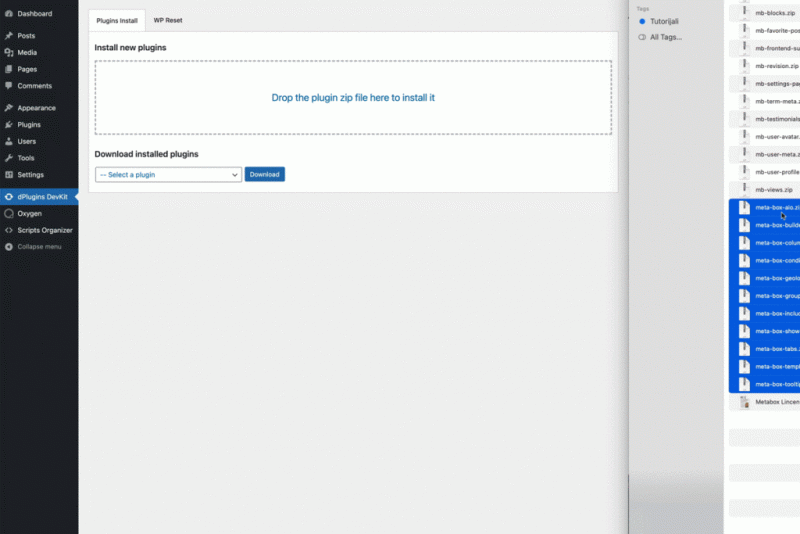 Dashboard
Posts
Media
Pages
Comments
Appearance
Plugins
Users
Tools
Settings
dPlugins DevKit
Oxygen
Scripts Organizer
Collapse menu
Plugins Install
WP Reset
Install new plugins
Drop the plugin zip file here to install it
Download installed plugins
-- Select a plugin
Download
Tags
Tutorijali
All Tags...
mb-blocks.zip
mb-favorite-pos
mb-frontend-su
mb-revision.zip
mb-settings-pag
mb-term-meta.z
mb-testimonials
mb-user-avatar.
mb-user-meta.z
mb-user-profile
mb-views.zip
meta-box-aio.zi
meta-box-builde
meta-box-colum
meta-box-condi
meta-box-geolo
meta-box-group
meta-box-includ
meta-box-show
meta-box-tabs.z
meta-box-templ
meta-box-tooltip
Metabox Lincen